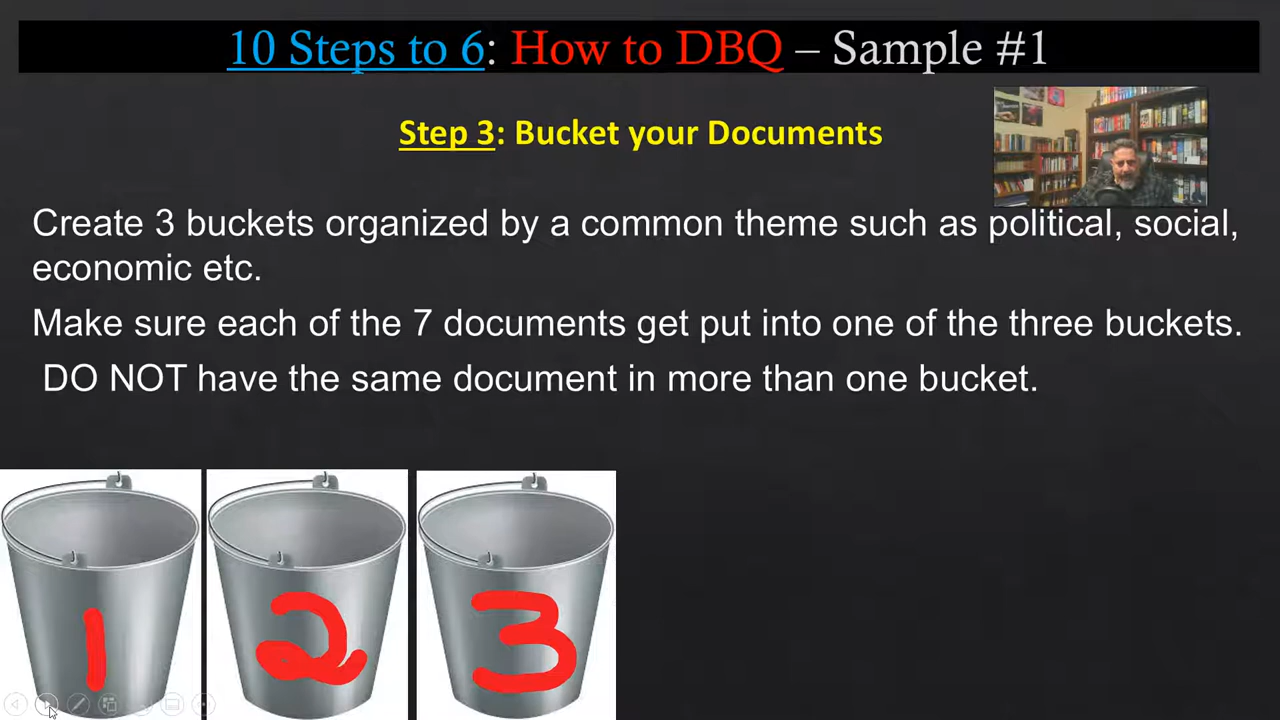 10 Steps to 6: How to DBQ – Sample #1
Step 3: Bucket your Documents
Create 3 buckets organized by a common theme such as political, social,
economic etc.
Make sure each of the 7 documents get put into one of the three buckets.
DO NOT have the same document in more than one bucket.
1 2 3